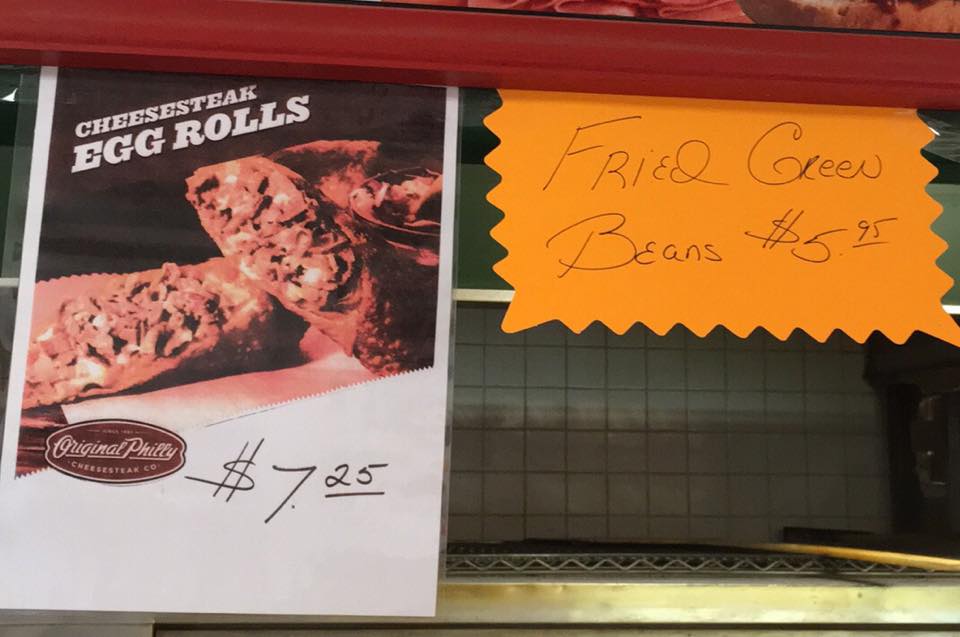 CHEESESTEAK
EGG ROLLS
Original Philly
CHEESESTEAK CO
$7.25
Fried Green
Beans $5.95